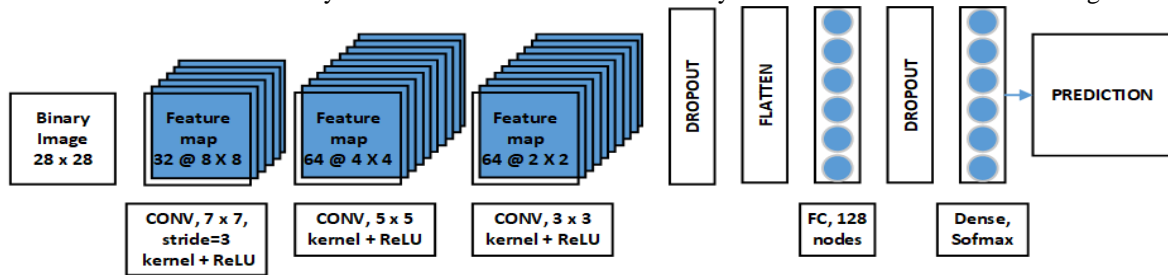 Binary
Image
28 x 28
Feature
map
32 @ 8 X 8
Feature
map
64 @ 4 X 4
Feature
map
64 @ 2 X 2
DROPOUT
FLATTEN
DROPOUT
PREDICTION
CONV, 7 x 7,
stride=3
kernel + ReLU
CONV, 5 x 5
kernel + ReLU
CONV, 3 x 3
kernel + ReLU
FC, 128
nodes
Dense,
Sofmax